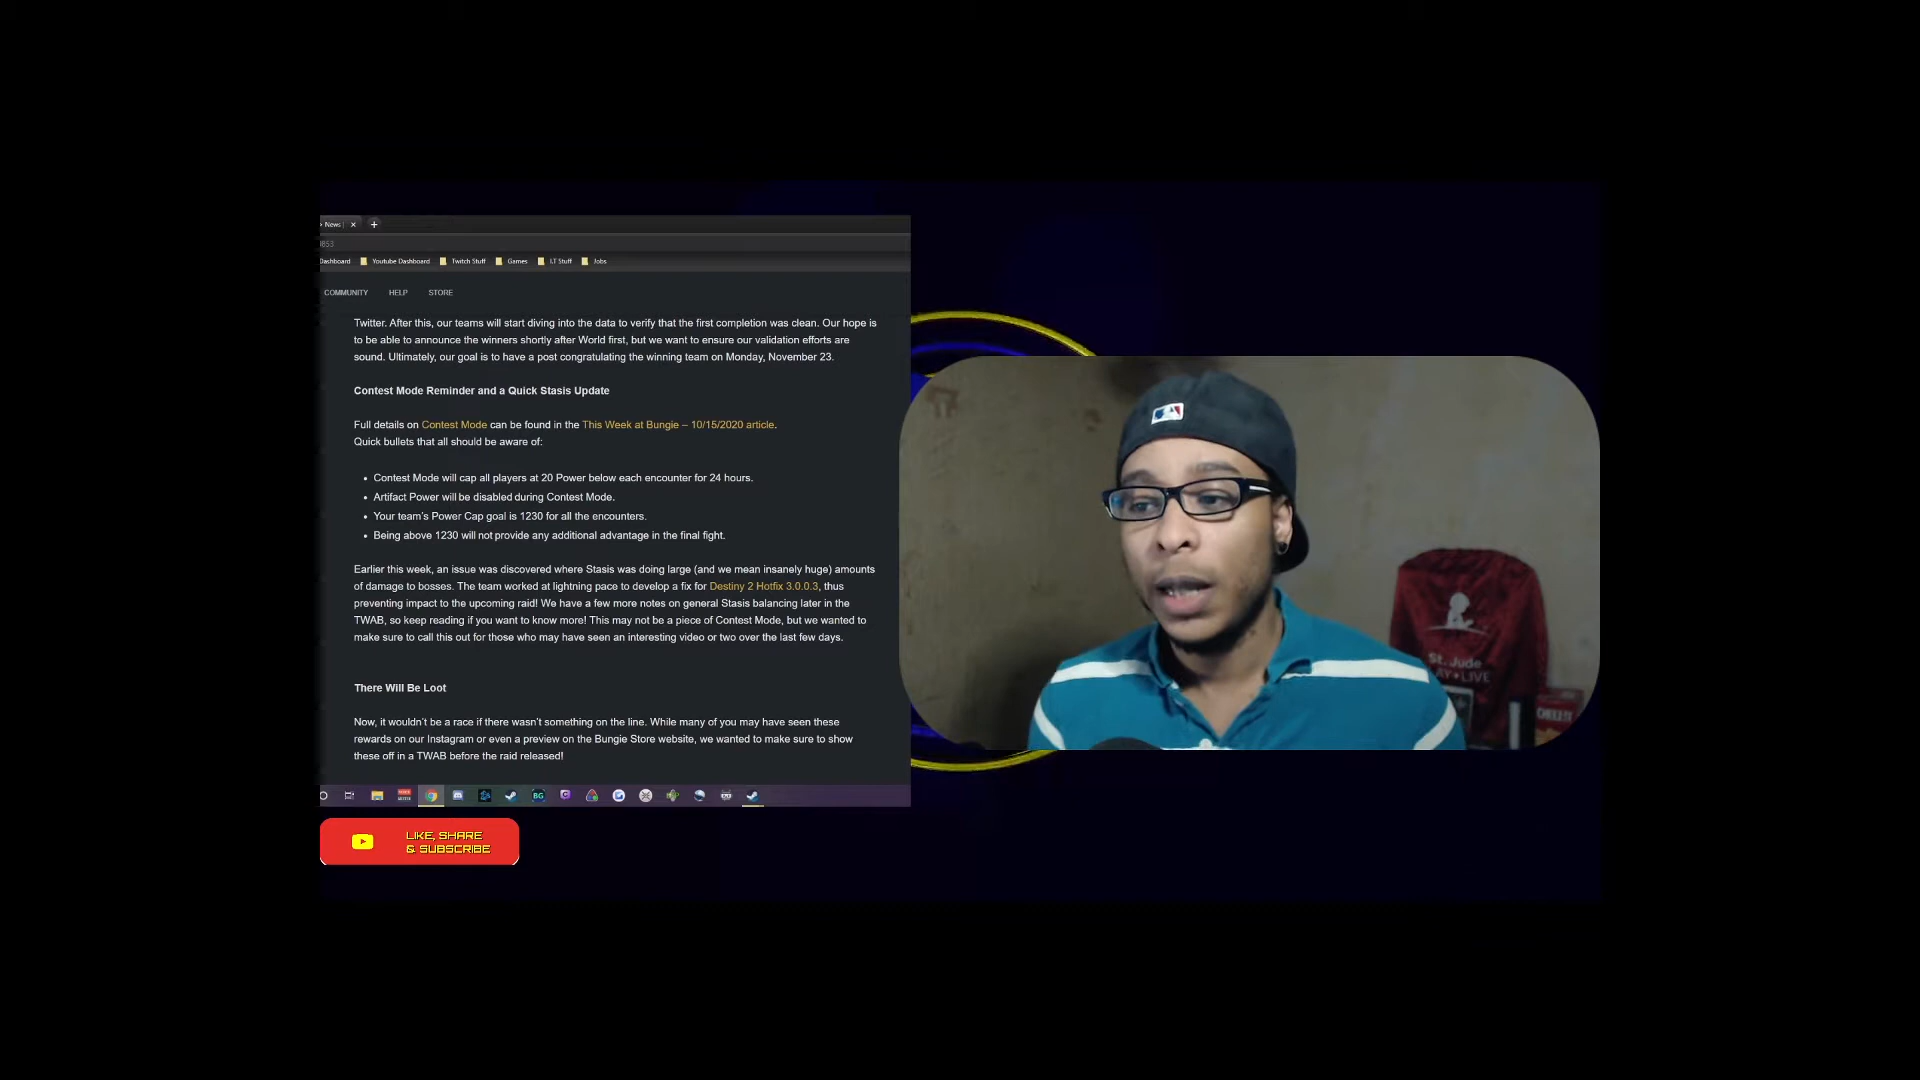 News |
853
Dashboard Youtube Dashboard Twitch Stuff Games I.T Stuff Jobs
COMMUNITY HELP STORE
Twitter. After this, our teams will start diving into the data to verify that the first completion was clean. Our hope is
to be able to announce the winners shortly after World first, but we want to ensure our validation efforts are
sound. Ultimately, our goal is to have a post congratulating the winning team on Monday, November 23.
Contest Mode Reminder and a Quick Stasis Update
Full details on Contest Mode can be found in the This Week at Bungie – 10/15/2020 article.
Quick bullets that all should be aware of:
• Contest Mode will cap all players at 20 Power below each encounter for 24 hours.
• Artifact Power will be disabled during Contest Mode.
• Your team's Power Cap goal is 1230 for all the encounters.
• Being above 1230 will not provide any additional advantage in the final fight.
Earlier this week, an issue was discovered where Stasis was doing large (and we mean insanely huge) amounts
of damage to bosses. The team worked at lightning pace to develop a fix for Destiny 2 Hotfix 3.0.0.3, thus
preventing impact to the upcoming raid! We have a few more notes on general Stasis balancing later in the
TWAB, so keep reading if you want to know more! This may not be a piece of Contest Mode, but we wanted to
make sure to call this out for those who may have seen an interesting video or two over the last few days.
There Will Be Loot
Now, it wouldn't be a race if there wasn't something on the line. While many of you may have seen these
rewards on our Instagram or even a preview on the Bungie Store website, we wanted to make sure to show
these off in a TWAB before the raid released!
BG
LIKE, SHARE
& SUBSCRIBE
St. Jude
LAY LIVE